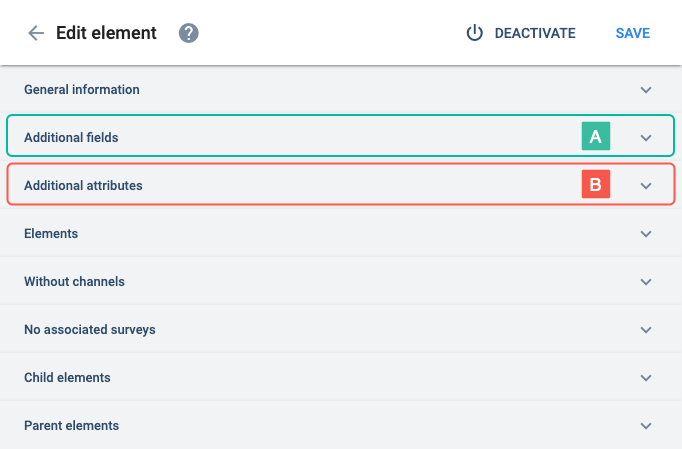 Edit element ?
DEACTIVATE SAVE
General information
Additional fields A
Additional attributes B
Elements
Without channels
No associated surveys
Child elements
Parent elements